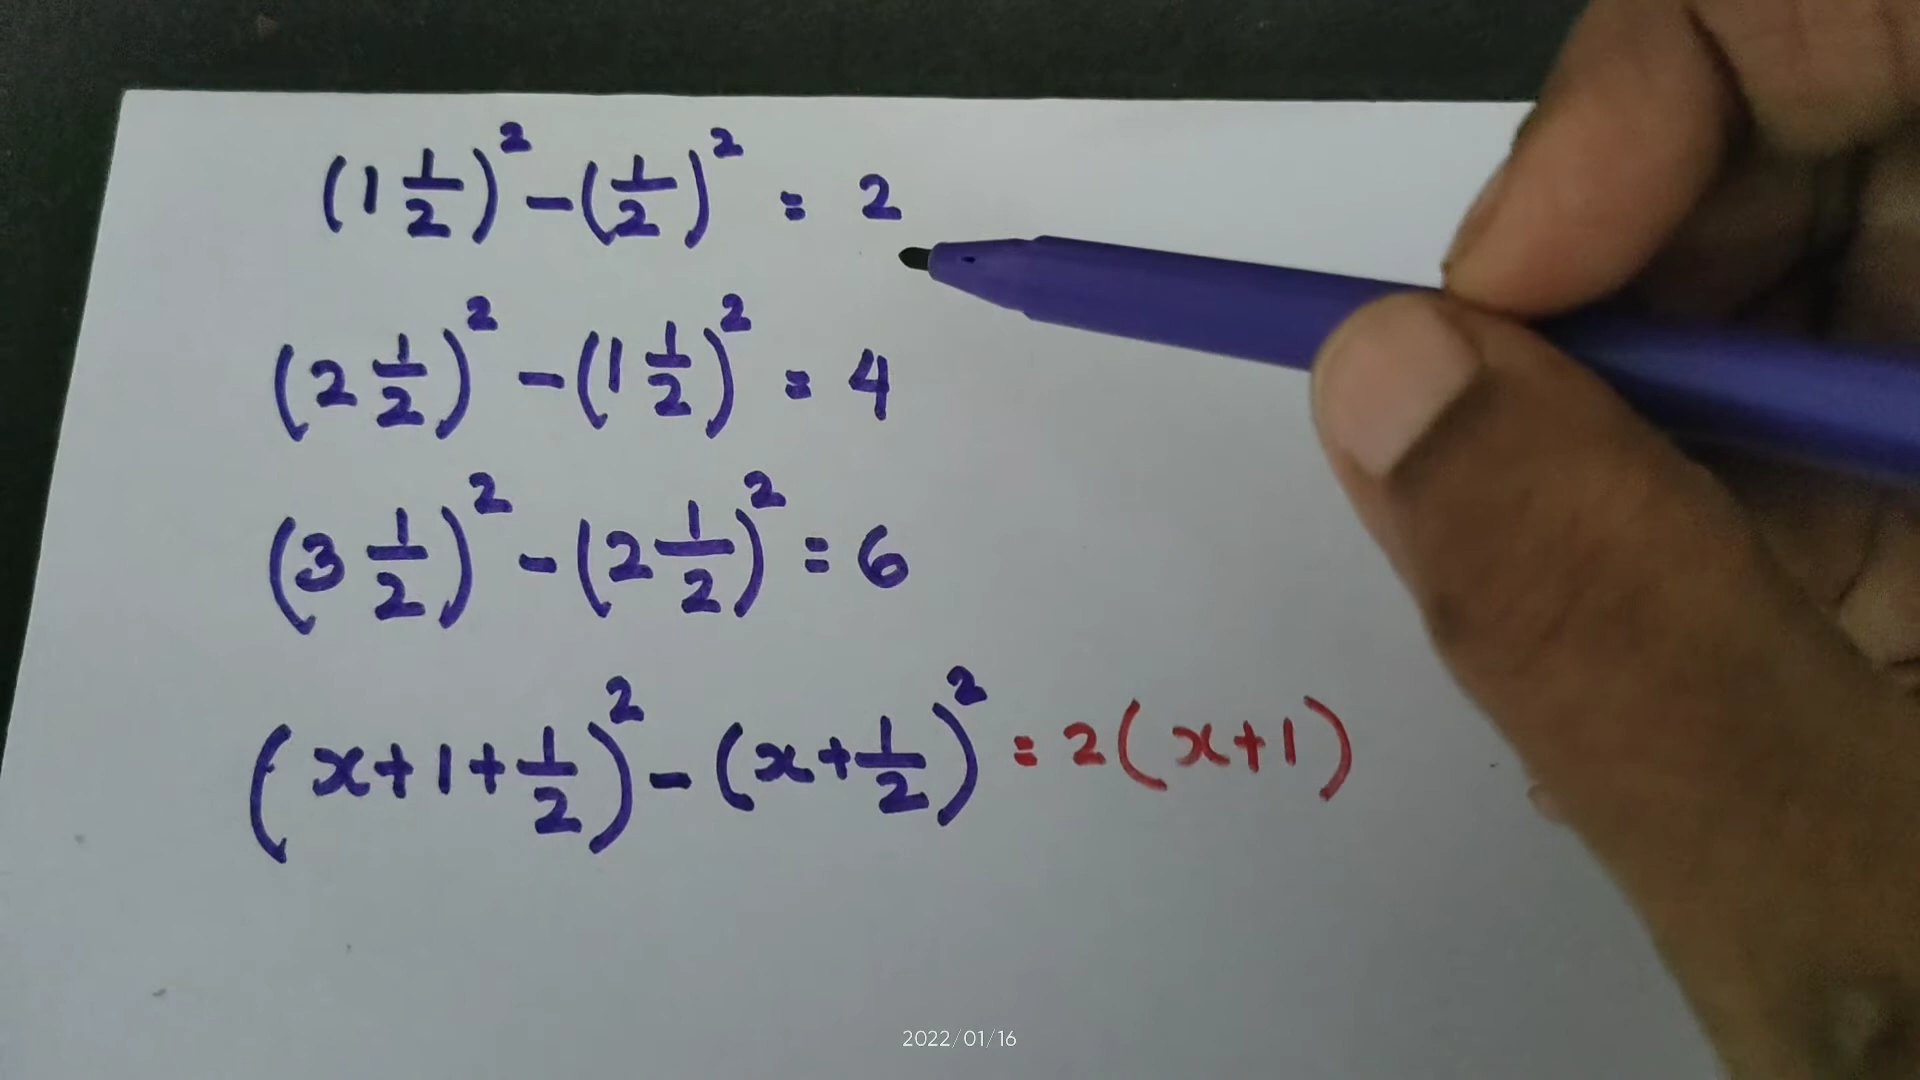 (1 1/2)² - (1/2)² = 2
(2 1/2)² - (1 1/2)² = 4
(3 1/2)² - (2 1/2)² = 6
(x+1+1/2)² - (x+1/2)² = 2(x+1)
2022/01/16